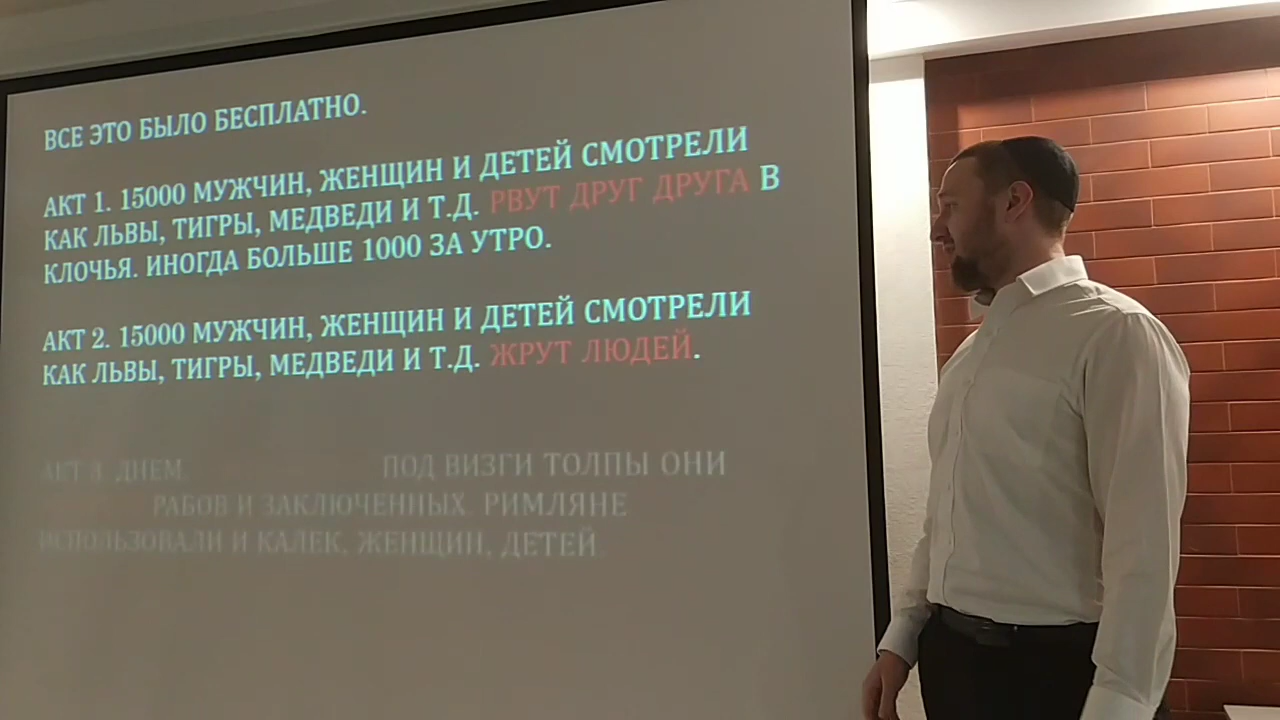 ВСЕ ЭТО БЫЛО БЕСПЛАТНО.
АКТ 1. 15000 МУЖЧИН, ЖЕНЩИН И ДЕТЕЙ СМОТРЕЛИ
КАК ЛЬВЫ, ТИГРЫ, МЕДВЕДИ И Т.Д. РВУТ ДРУГ ДРУГА В
КЛОЧЬЯ. ИНОГДА БОЛЬШЕ 1000 ЗА УТРО.
АКТ 2. 15000 МУЖЧИН, ЖЕНЩИН И ДЕТЕЙ СМОТРЕЛИ
КАК ЛЬВЫ, ТИГРЫ, МЕДВЕДИ И Т.Д. ЖРУТ ЛЮДЕЙ.
АКТ 3. ДНЕМ, ПОД ВИЗГИ ТОЛПЫ ОНИ
РАБОВ И ЗАКЛЮЧЕННЫХ. РИМЛЯНЕ
ИСПОЛЬЗОВАЛИ И КАЛЕК, ЖЕНЩИН, ДЕТЕЙ